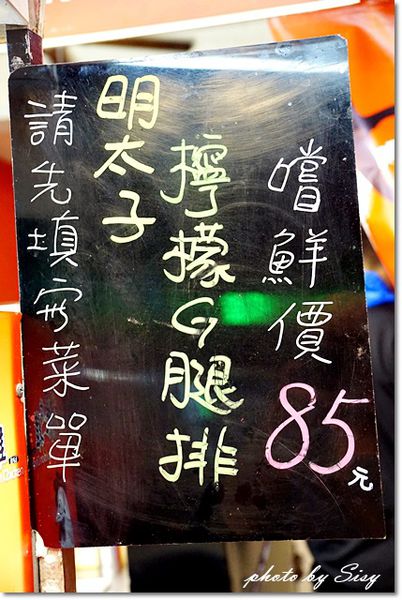 嚐鮮價85元
檸檬G腿排
明太子
請先填寫菜單
photo by Sisy